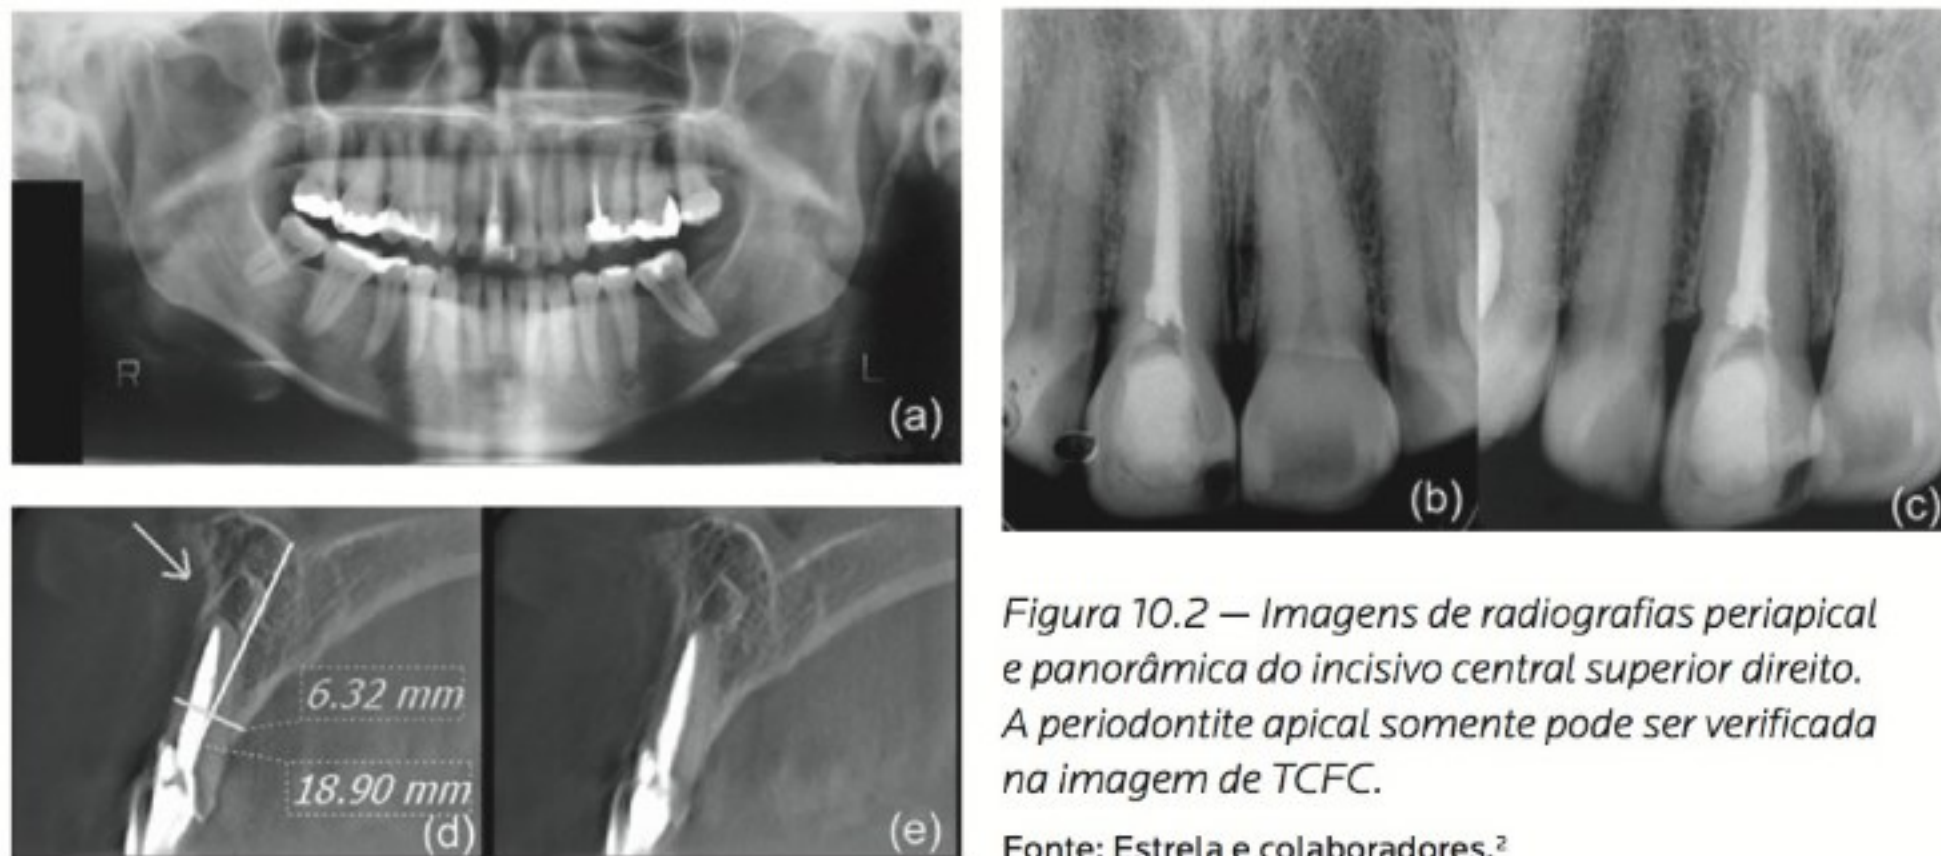 R
L
(a)
(b)
(c)
6.32 mm
18.90 mm
(d)
(e)
Figura 10.2 — Imagens de radiografias periapical
e panorâmica do incisivo central superior direito.
A periodontite apical somente pode ser verificada
na imagem de TCFC.
Fonte: Estrela e colaboradores.²